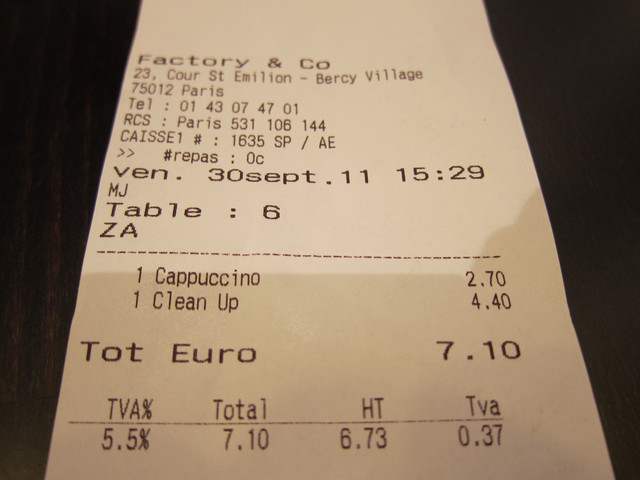 Factory & Co
23, Cour St Emilion - Bercy Village
75012 Paris
Tel : 01 43 07 47 01
RCS : Paris 531 106 144
CAISSE1 # : 1635 SP / AE
>> #repas : 0c
ven. 30sept.11 15:29
MJ
Table : 6
ZA
1 Cappuccino 2.70
1 Clean Up 4.40
Tot Euro 7.10
TVA% Total HT Tva
5.5% 7.10 6.73 0.37